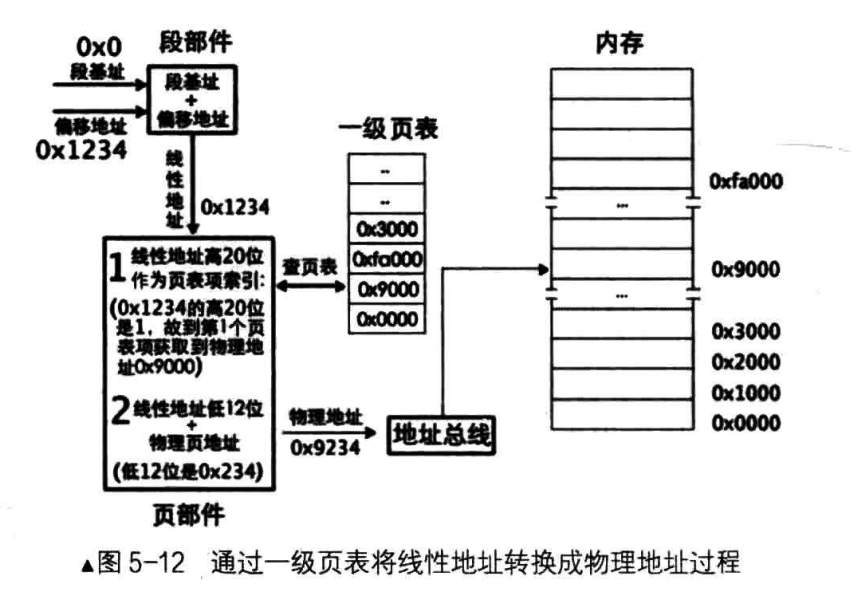 0x0
段基址
偏移地址
0x1234
段部件
段基址
+
偏移地址
线性地址
0x1234
1 线性地址高20位
作为页表项索引:
(0x1234的高20位
是1，故到第1个页
表项获取到物理地
址0x9000)
2 线性地址低12位
+
物理页地址
(低12位是0x234)
页部件
查页表
一级页表
..
..
0x3000
0xfa000
0x9000
0x0000
物理地址
0x9234
地址总线
内存
...
...
0xfa000
0x9000
0x3000
0x2000
0x1000
0x0000
▲图 5-12 通过一级页表将线性地址转换成物理地址过程